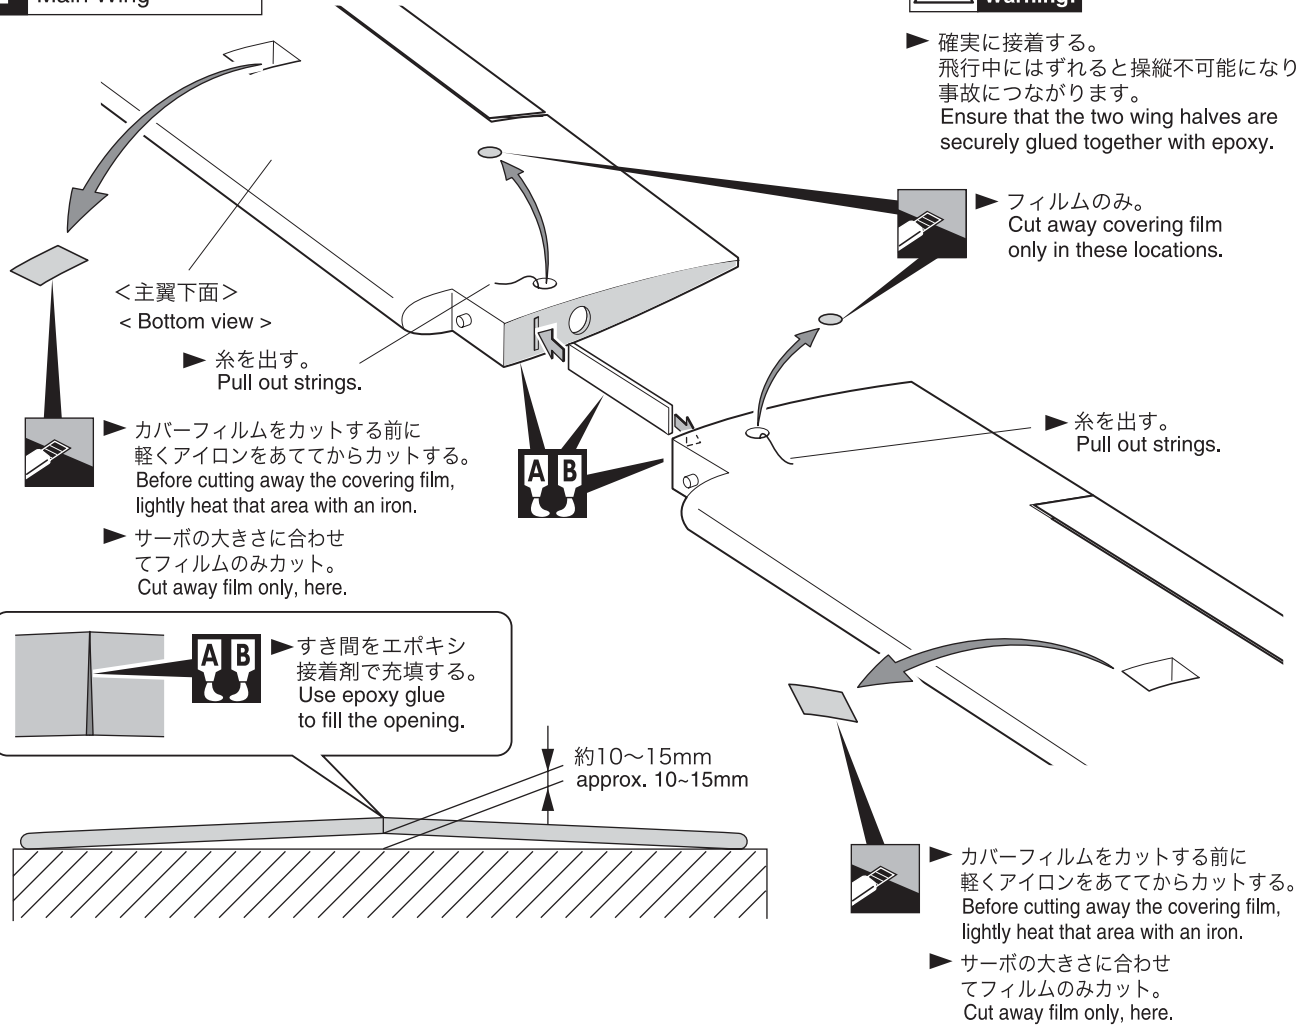 Main Wing
Warning!
確実に接着する。
飛行中にはずれると操縦不可能になり
事故につながります。
Ensure that the two wing halves are
securely glued together with epoxy.
フィルムのみ。
Cut away covering film
only in these locations.
＜主翼下面＞
< Bottom view >
糸を出す。
Pull out strings.
カバーフィルムをカットする前に
軽くアイロンをあててからカットする。
Before cutting away the covering film,
lightly heat that area with an iron.
サーボの大きさに合わせ
てフィルムのみカット。
Cut away film only, here.
A B
糸を出す。
Pull out strings.
A B
すき間をエポキシ
接着剤で充填する。
Use epoxy glue
to fill the opening.
約10～15mm
approx. 10~15mm
カバーフィルムをカットする前に
軽くアイロンをあててからカットする。
Before cutting away the covering film,
lightly heat that area with an iron.
サーボの大きさに合わせ
てフィルムのみカット。
Cut away film only, here.